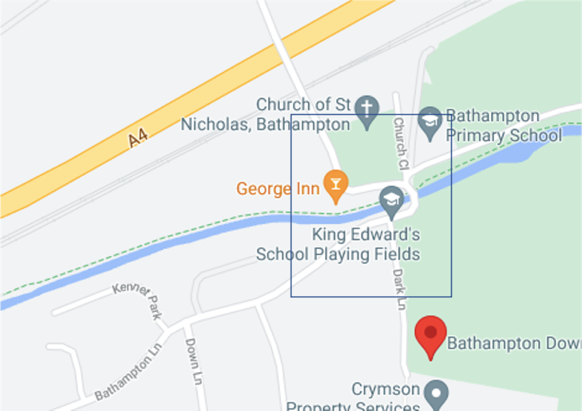 A4
Church of St
Nicholas, Bathampton
Church Cl
Bathampton
Primary School
George Inn
King Edward's
School Playing Fields
Dark Ln
Kennet Park
Bathampton Ln
Down Ln
Bathampton Dow
Crymson
Property Services